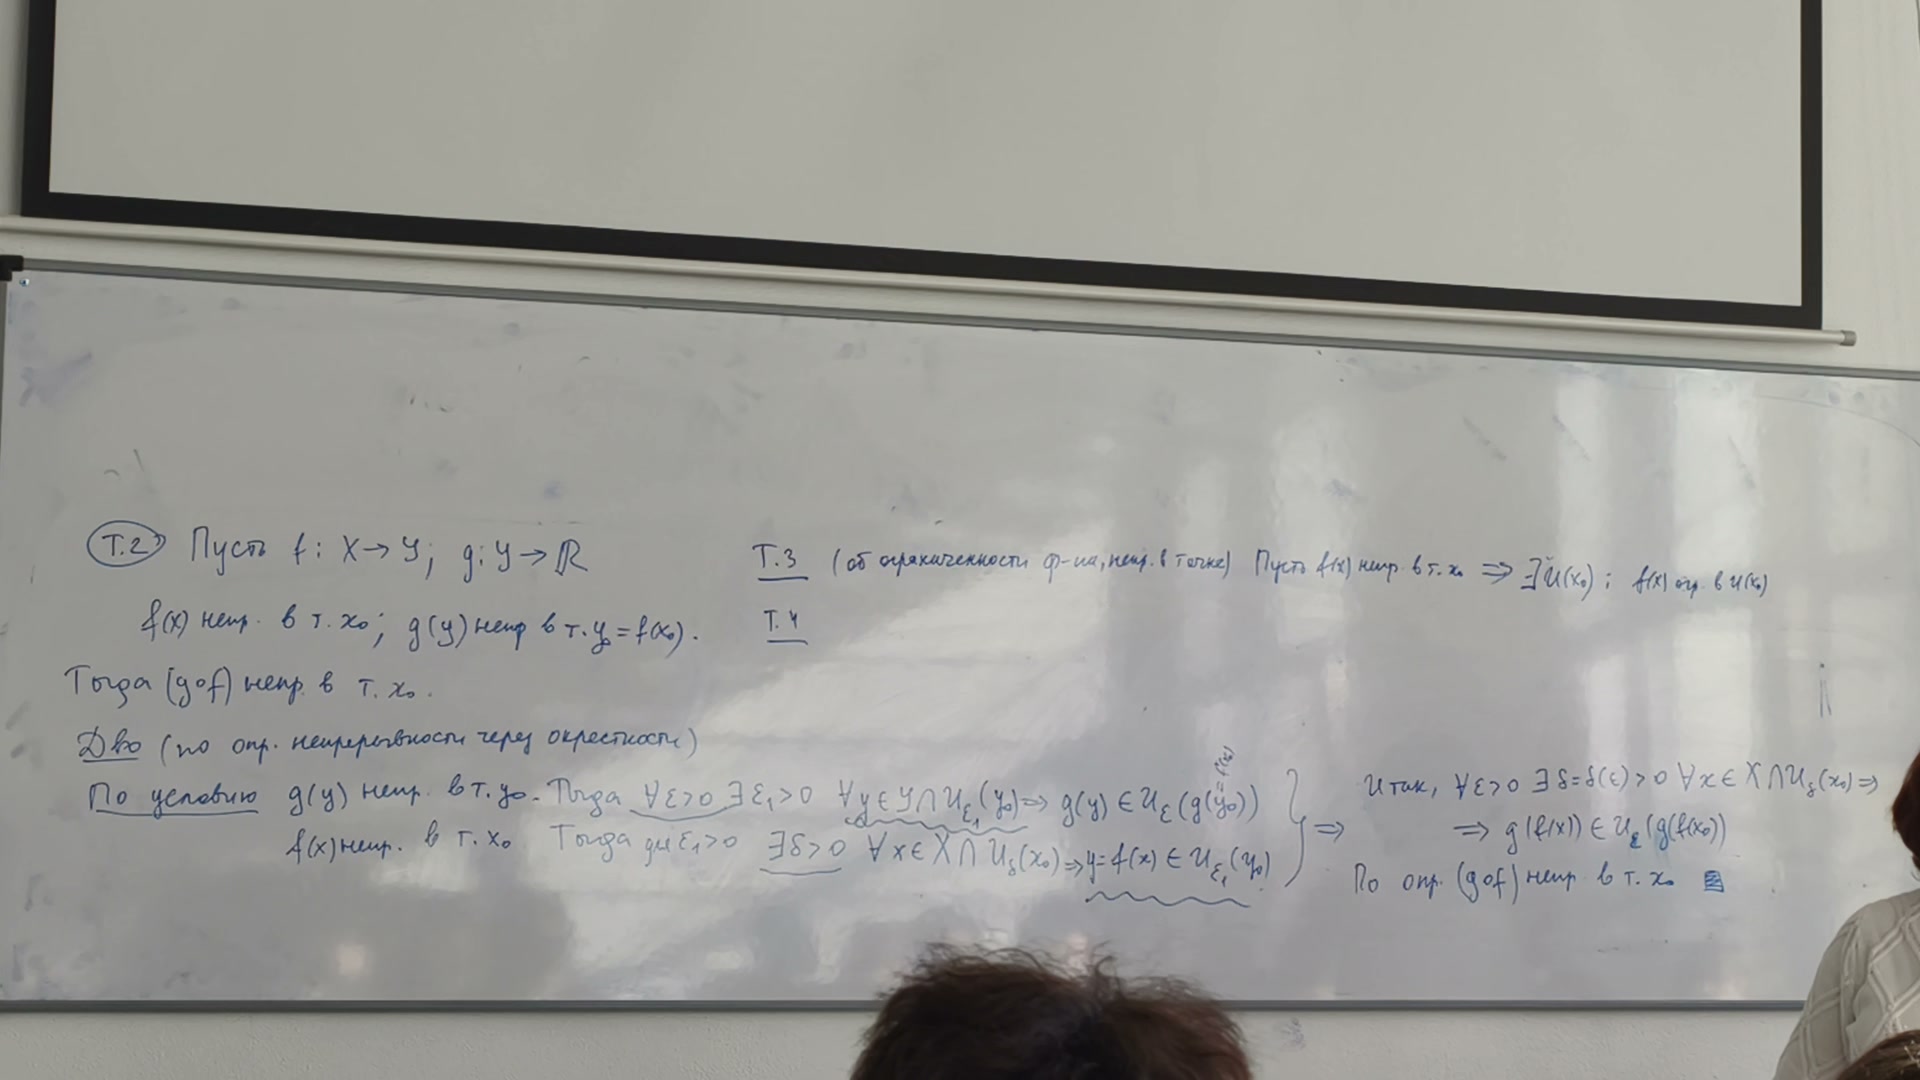 Т.2 Пусть f: X→Y; g: Y→ℝ
f(x) непр. в т. x₀; g(y) непр в т. y₀ = f(x₀).
Тогда (g∘f) непр. в т. x₀.
Д-во (по опр. непрерывности через окрестности)
По условию g(y) непр. в т. y₀. Тогда ∀ε>0 ∃ε₁>0 ∀y∈Y∩U_ε₁(y₀) ⇒ g(y)∈U_ε(g(y₀))
= f(x₀)
f(x) непр. в т. x₀ Тогда для ε₁>0 ∃δ>0 ∀x∈X∩U_δ(x₀) ⇒ y=f(x)∈U_ε₁(y₀)
} ⇒
Т.3 (об ограниченности ф-ии, непр. в точке) Пусть f(x) непр. в т. x₀ ⇒ ∃U(x₀): f(x) огр. в U(x₀)
Т.4
Итак, ∀ε>0 ∃δ=δ(ε)>0 ∀x∈X∩U_δ(x₀) ⇒
⇒ g(f(x))∈U_ε(g(f(x₀))
По опр. (g∘f) непр. в т. x₀